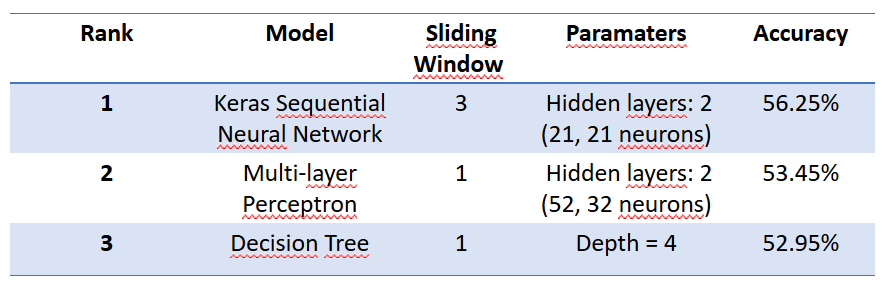 Rank Model Sliding Window Paramaters Accuracy
1 Keras Sequential Neural Network 3 Hidden layers: 2 (21, 21 neurons) 56.25%
2 Multi-layer Perceptron 1 Hidden layers: 2 (52, 32 neurons) 53.45%
3 Decision Tree 1 Depth = 4 52.95%